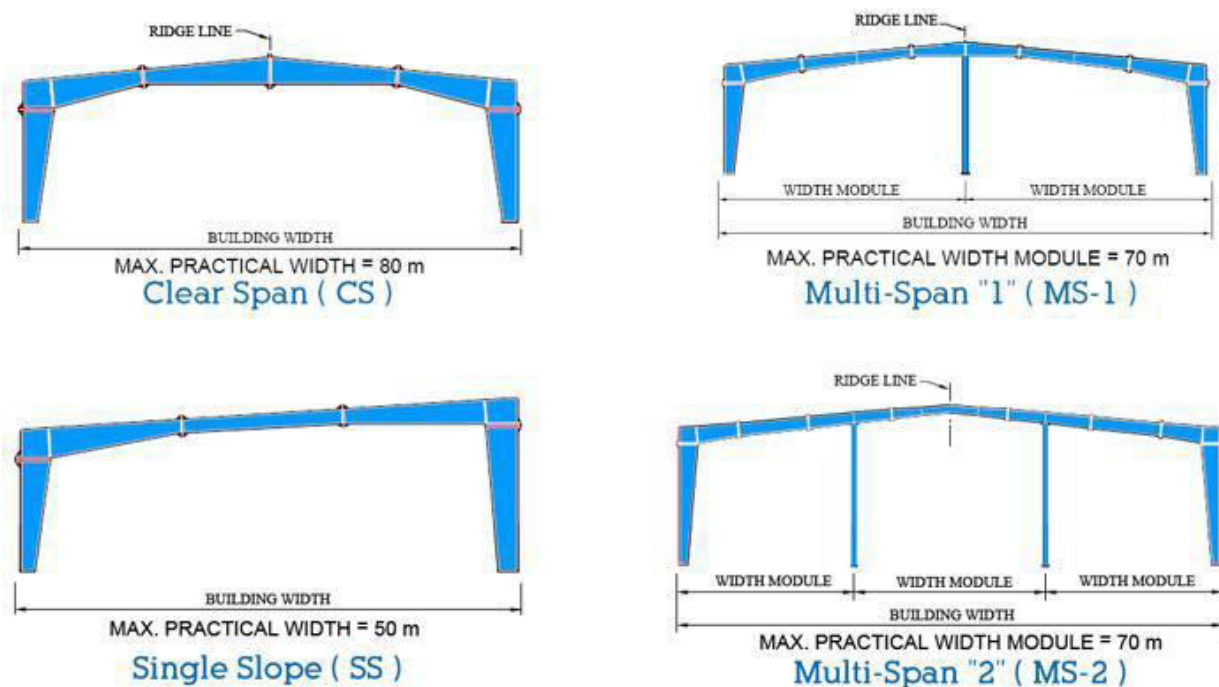 RIDGE LINE
BUILDING WIDTH
MAX. PRACTICAL WIDTH = 80 m
Clear Span ( CS )
RIDGE LINE
WIDTH MODULE WIDTH MODULE
BUILDING WIDTH
MAX. PRACTICAL WIDTH MODULE = 70 m
Multi-Span "1" ( MS-1 )
BUILDING WIDTH
MAX. PRACTICAL WIDTH = 50 m
Single Slope ( SS )
RIDGE LINE
WIDTH MODULE WIDTH MODULE WIDTH MODULE
BUILDING WIDTH
MAX. PRACTICAL WIDTH MODULE = 70 m
Multi-Span "2" ( MS-2 )